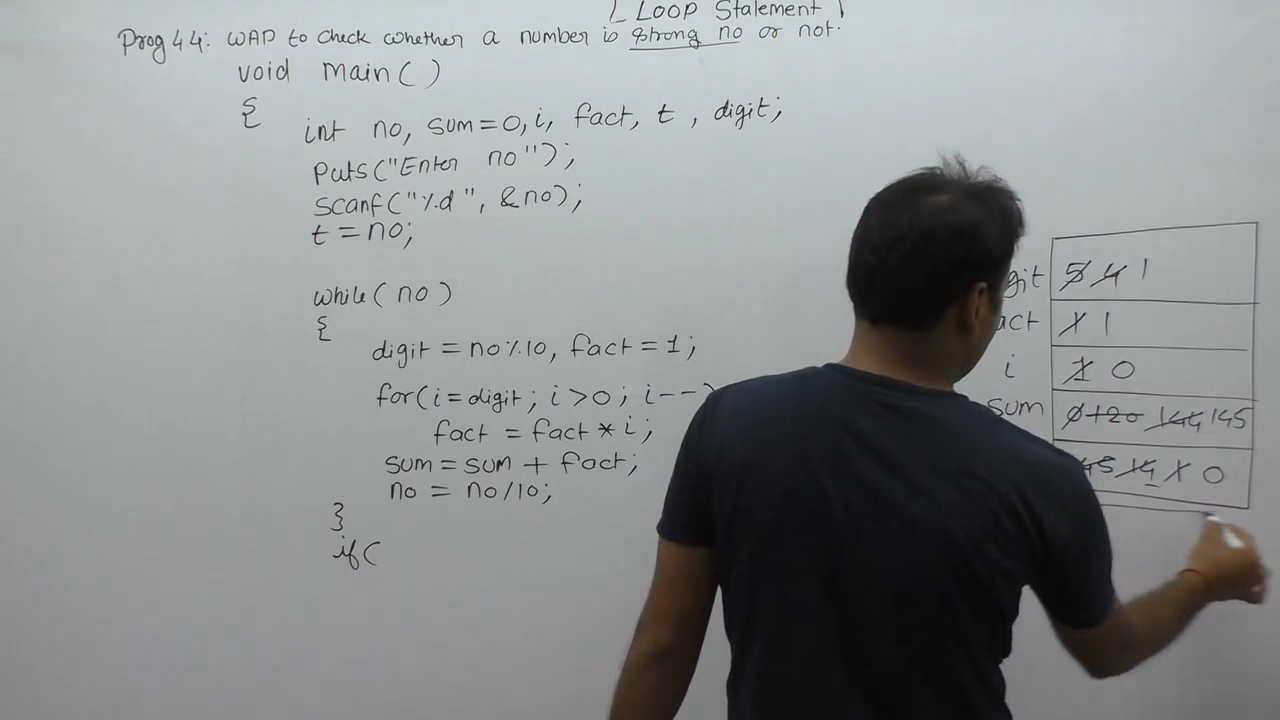 [ LOOP Statement ]
Prog 44: WAP to check whether a number is strong no or not.
void main( )
{
int no, sum=0, i, fact, t , digit;
puts("Enter no");
scanf("%d", &no);
t = no;
while( no )
{
digit = no%10, fact = 1;
for( i = digit; i > 0 ; i-- )
fact = fact * i;
sum = sum + fact;
no = no/10;
}
if(
git 5 4 1
act 1 1
i 1 0
sum 0+120 144 145
45 14 1 0